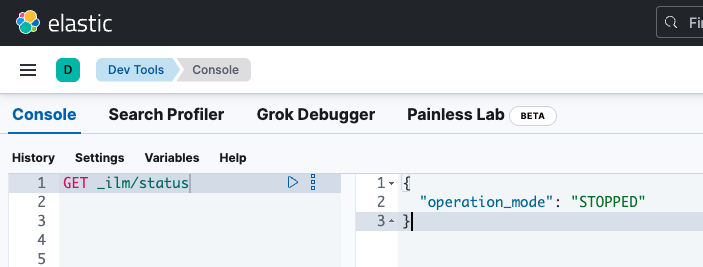 elastic
Fi
D Dev Tools Console
Console Search Profiler Grok Debugger Painless Lab BETA
History Settings Variables Help
1 GET _ilm/status
2
3
4
5
1 {
2 "operation_mode": "STOPPED"
3 }